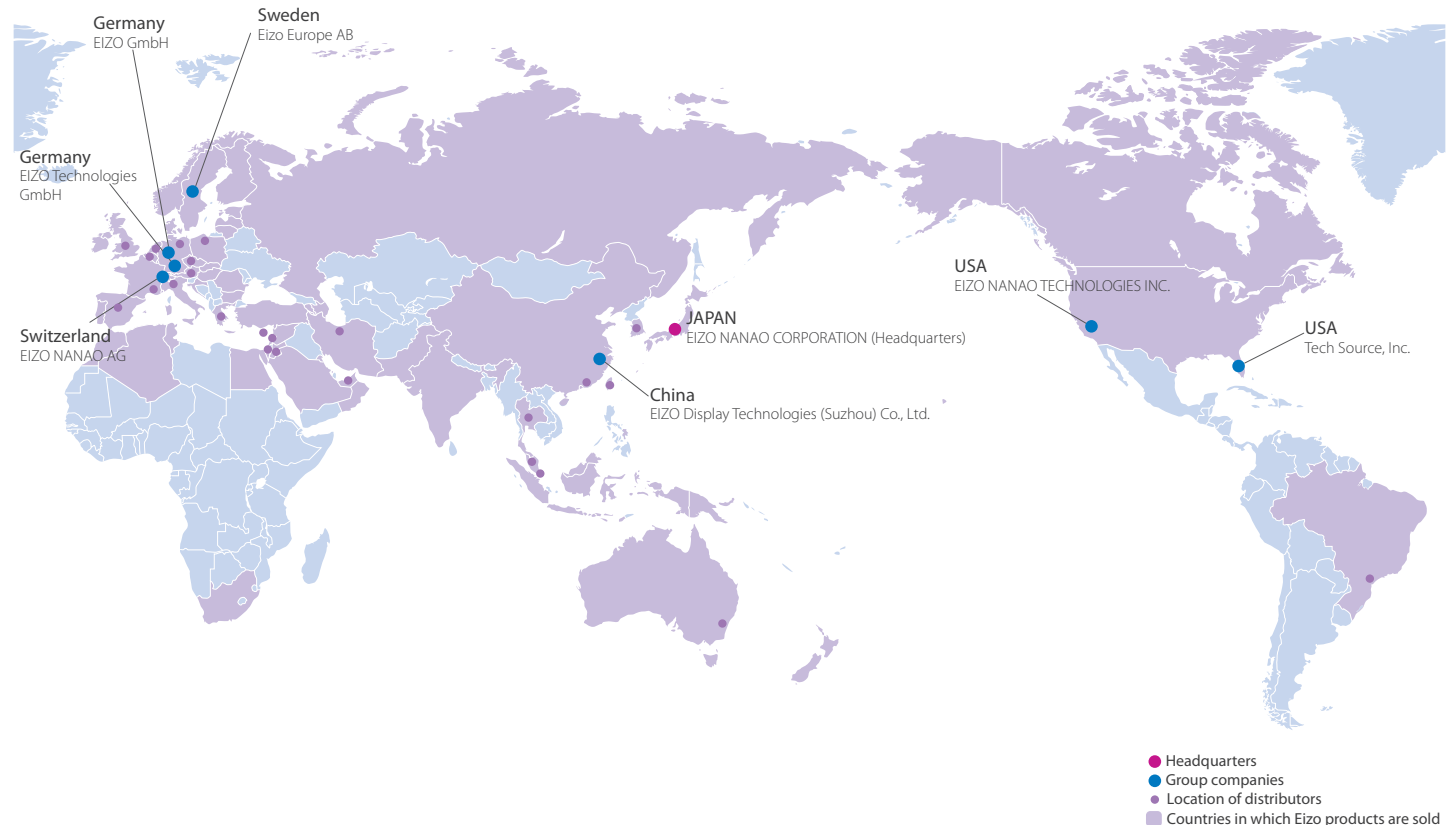 Germany
EIZO GmbH
Sweden
Eizo Europe AB
Germany
EIZO Technologies
GmbH
Switzerland
EIZO NANAO AG
JAPAN
EIZO NANAO CORPORATION (Headquarters)
China
EIZO Display Technologies (Suzhou) Co., Ltd.
USA
EIZO NANAO TECHNOLOGIES INC.
USA
Tech Source, Inc.
Headquarters
Group companies
Location of distributors
Countries in which Eizo products are sold